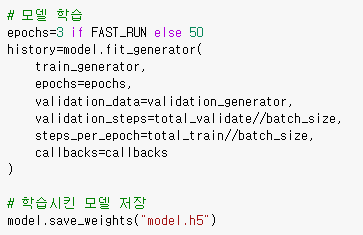 # 모델 학습
epochs=3 if FAST_RUN else 50
history=model.fit_generator(
    train_generator,
    epochs=epochs,
    validation_data=validation_generator,
    validation_steps=total_validate//batch_size,
    steps_per_epoch=total_train//batch_size,
    callbacks=callbacks
)
# 학습시킨 모델 저장
model.save_weights("model.h5")